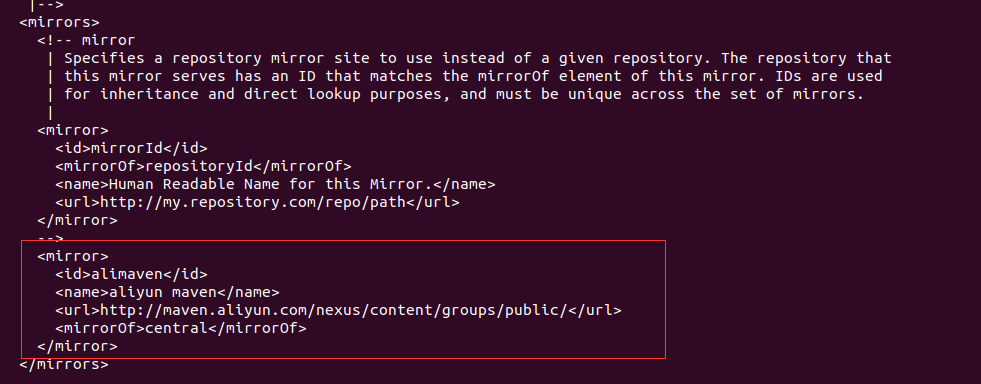 |-->
<mirrors>
<!-- mirror
| Specifies a repository mirror site to use instead of a given repository. The repository that
| this mirror serves has an ID that matches the mirrorOf element of this mirror. IDs are used
| for inheritance and direct lookup purposes, and must be unique across the set of mirrors.
|
<mirror>
<id>mirrorId</id>
<mirrorOf>repositoryId</mirrorOf>
<name>Human Readable Name for this Mirror.</name>
<url>http://my.repository.com/repo/path</url>
</mirror>
-->
<mirror>
<id>alimaven</id>
<name>aliyun maven</name>
<url>http://maven.aliyun.com/nexus/content/groups/public/</url>
<mirrorOf>central</mirrorOf>
</mirror>
</mirrors>